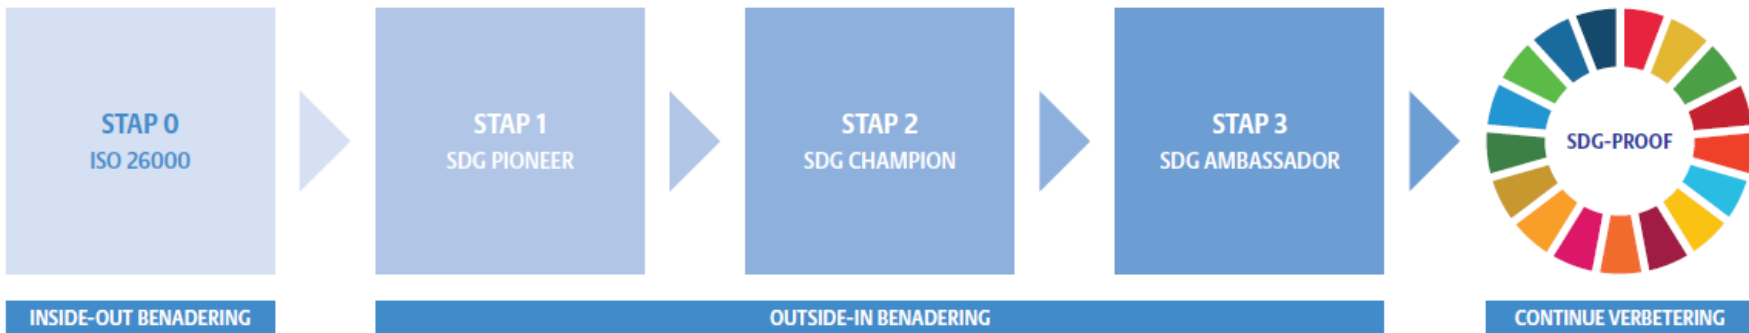 STAP 0
ISO 26000
STAP 1
SDG PIONEER
STAP 2
SDG CHAMPION
STAP 3
SDG AMBASSADOR
SDG-PROOF
INSIDE-OUT BENADERING
OUTSIDE-IN BENADERING
CONTINUE VERBETERING